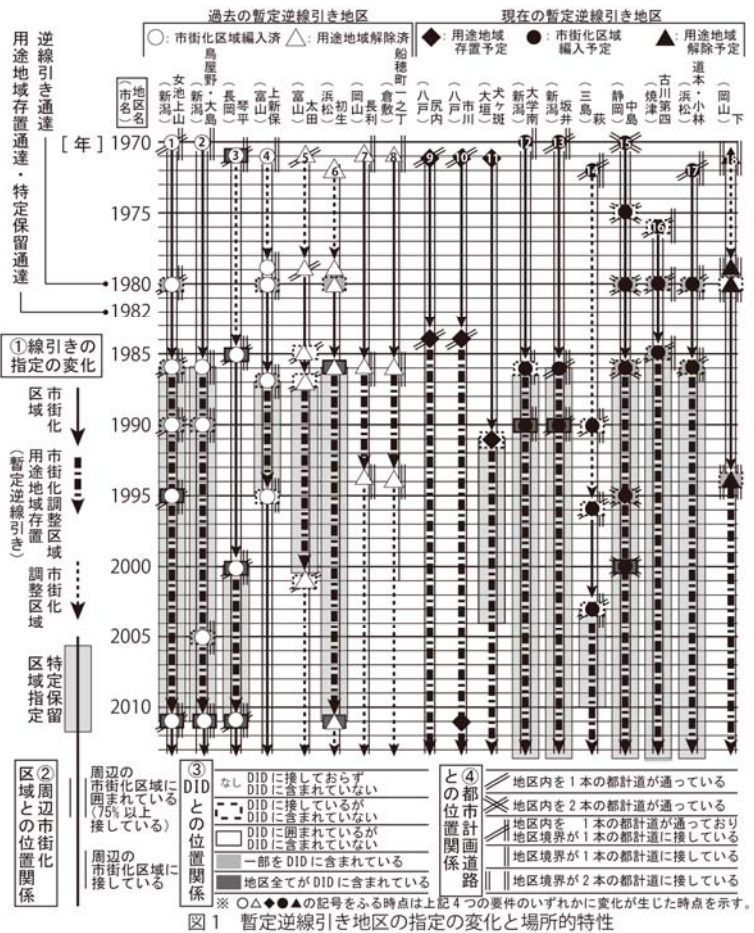 過去の暫定逆線引き地区
現在の暫定逆線引き地区
○：市街化区域編入済
△：用途地域解除済
◆：用途地域存置予定
●：市街化区域編入予定
▲：用途地域解除予定
逆線引き通達
用途地域存置通達・特定保留通達
地区名
(市名)
女池上山
(新潟)
鳥屋野・大島
(新潟)
琴平
(長岡)
上新保
(富山)
太田
(富山)
初生
(浜松)
長利
(岡山)
船穂町一之丁
(倉敷)
尻内
(八戸)
市川
(八戸)
犬ヶ斑
(大垣)
大学南
(新潟)
坂井
(新潟)
萩
(三島)
中島
(静岡)
古川第四
(焼津)
道本・小林
(浜松)
下
(岡山)
[年]
1970
① ② ③ ④ 5 6 7 8 9 10 11 12 13 14 15 16 17 18
1975
1980
1982
1985
1990
1995
2000
2005
2010
①線引きの指定の変化
市街化区域
市街化調整区域
用途地域存置
(暫定逆線引き)
市街化調整区域
特定保留区域指定
②周辺市街化区域との位置関係
周辺の
市街化区域に
囲まれている
(75%以上
接している)
周辺の
市街化区域に
接している
③DIDとの位置関係
なし DIDに接しておらず
DIDに含まれていない
DIDに接しているが
DIDに含まれていない
DIDに囲まれているが
DIDに含まれていない
一部をDIDに含まれている
地区全てがDIDに含まれている
④都市計画道路との位置関係
地区内を1本の都計道が通っている
地区内を2本の都計道が通っている
地区内を 1本の都計道が通っており
地区境界が1本の都計道に接している
地区境界が1本の都計道に接している
地区境界が2本の都計道に接している
※ ○△◆●▲の記号をふる時点は上記4つの要件のいずれかに変化が生じた時点を示す。
図1 暫定逆線引き地区の指定の変化と場所的特性